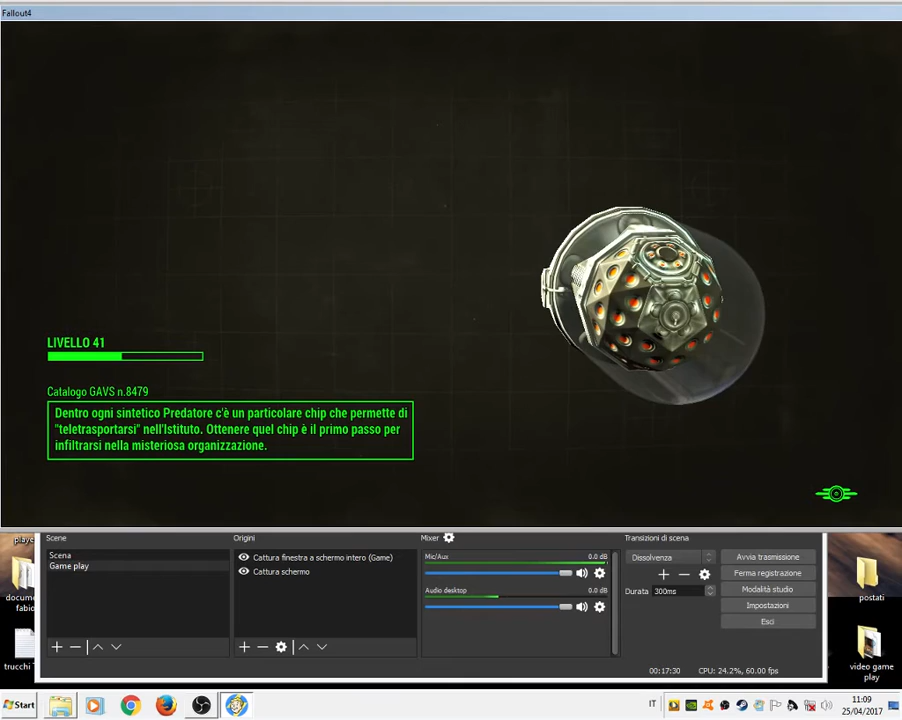 Fallout4
LIVELLO 41
Catalogo GAVS n.8479
Dentro ogni sintetico Predatore c'è un particolare chip che permette di
"teletrasportarsi" nell'Istituto. Ottenere quel chip è il primo passo per
infiltrarsi nella misteriosa organizzazione.
playe
docume
fabio
trucchi
Scene
Scena
Game play
Origini
Cattura finestra a schermo intero (Game)
Cattura schermo
Mixer
Mic/Aux
0.0 dB
Audio desktop
0.0 dB
Transizioni di scena
Dissolvenza
Durata
300ms
Avvia trasmissione
Ferma registrazione
Modalità studio
Impostazioni
Esci
00:17:30
CPU: 24.2%, 60.00 fps
postati
video game
play
Start
IT
11:09
25/04/2017